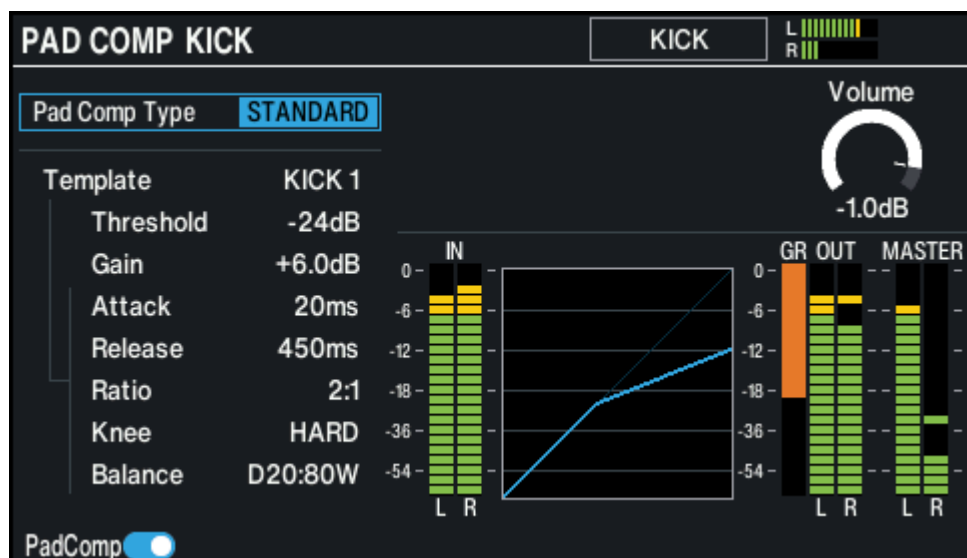 PAD COMP KICK KICK L
R
Volume
Pad Comp Type STANDARD
-1.0dB
Template KICK 1
Threshold -24dB
Gain +6.0dB
Attack 20ms
Release 450ms
Ratio 2:1
Knee HARD
Balance D20:80W
IN GR OUT MASTER
0 0
-6 -6
-12 -12
-18 -18
-36 -36
-54 -54
L R L R L R
PadComp